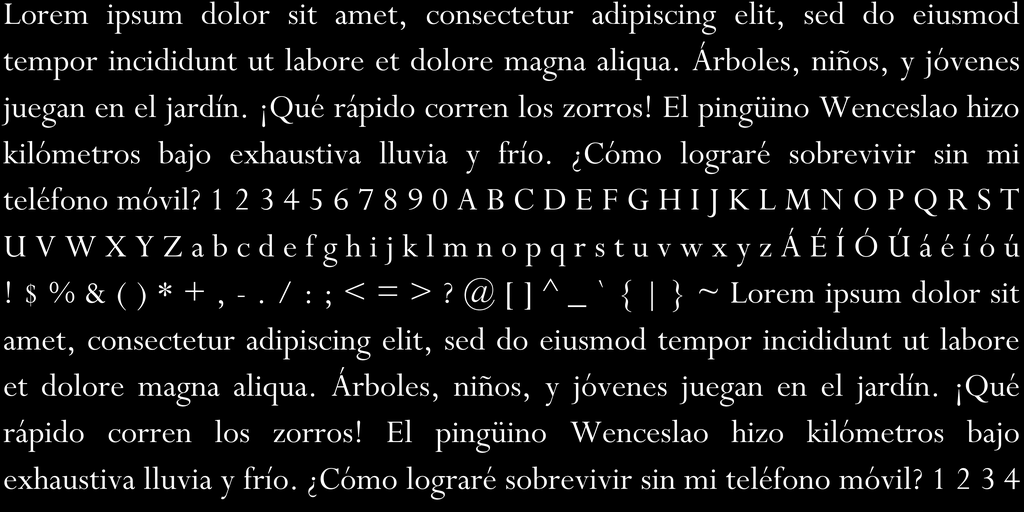 Lorem ipsum dolor sit amet, consectetur adipiscing elit, sed do eiusmod
tempor incididunt ut labore et dolore magna aliqua. Árboles, niños, y jóvenes
juegan en el jardín. ¡Qué rápido corren los zorros! El pingüino Wenceslao hizo
kilómetros bajo exhaustiva lluvia y frío. ¿Cómo lograré sobrevivir sin mi
teléfono móvil? 1 2 3 4 5 6 7 8 9 0 A B C D E F G H I J K L M N O P Q R S T
U V W X Y Z a b c d e f g h i j k l m n o p q r s t u v w x y z Á É Í Ó Ú á é í ó ú
! $ % & ( ) * + , - . / : ; < = > ? @ [ ] ^ _ ` { | } ~ Lorem ipsum dolor sit
amet, consectetur adipiscing elit, sed do eiusmod tempor incididunt ut labore
et dolore magna aliqua. Árboles, niños, y jóvenes juegan en el jardín. ¡Qué
rápido corren los zorros! El pingüino Wenceslao hizo kilómetros bajo
exhaustiva lluvia y frío. ¿Cómo lograré sobrevivir sin mi teléfono móvil? 1 2 3 4